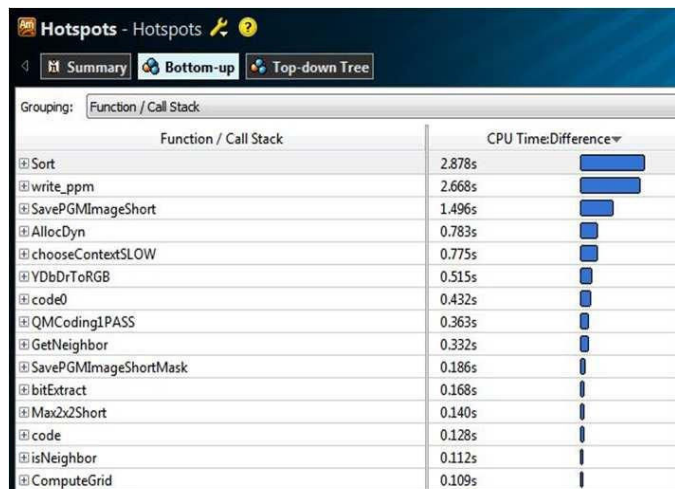 Am Hotspots - Hotspots ?
Summary Bottom-up Top-down Tree
Grouping: Function / Call Stack
Function / Call Stack CPU Time:Difference
Sort 2.878s
write_ppm 2.668s
SavePGMImageShort 1.496s
AllocDyn 0.783s
chooseContextSLOW 0.775s
YDbDrToRGB 0.515s
code0 0.432s
QMCoding1PASS 0.363s
GetNeighbor 0.332s
SavePGMImageShortMask 0.186s
bitExtract 0.168s
Max2x2Short 0.140s
code 0.128s
isNeighbor 0.112s
ComputeGrid 0.109s